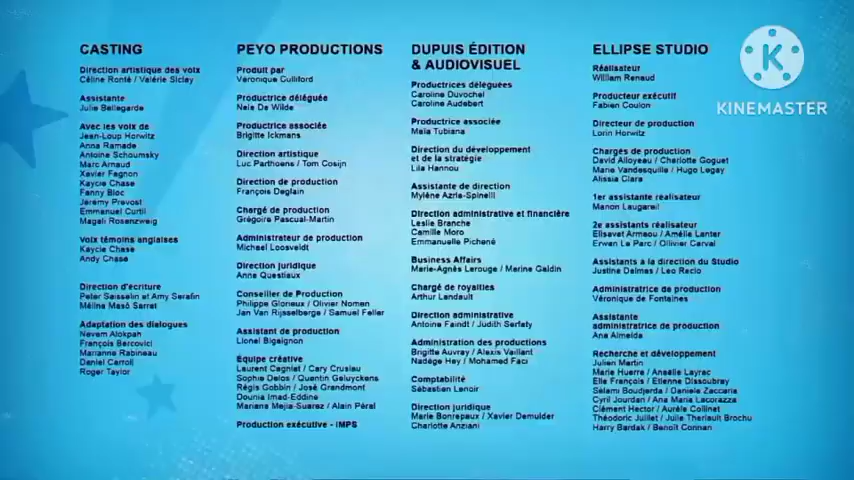 CASTING
Direction artistique des voix
Céline Ronté / Valérie Siclay
Assistante
Julie Bellegarde
Avec les voix de
Jean-Loup Horwitz
Anna Ramade
Antoine Schoumsky
Marc Arnaud
Xavier Fagnon
Kaycie Chase
Fanny Bloc
Jérémy Prevost
Emmanuel Curtil
Magali Rosenzweig
Voix témoins anglaises
Kaycie Chase
Andy Chase
Direction d'écriture
Peter Saisselin et Amy Serafin
Méline Masó Sarrat
Adaptation des dialogues
Nevem Alokpah
François Bercovici
Marianne Rabineau
Daniel Carroll
Roger Taylor
PEYO PRODUCTIONS
Produit par
Véronique Culliford
Productrice déléguée
Nele De Wilde
Productrice associée
Brigitte Ickmans
Direction artistique
Luc Parthoens / Tom Cosijn
Direction de production
François Deglain
Chargé de production
Grégoire Pascual-Martin
Administrateur de production
Michael Loosveldt
Direction juridique
Anne Questiaux
Conseiller de Production
Philippe Glorieux / Olivier Nomen
Jan Van Rijsselberge / Samuel Feller
Assistant de production
Lionel Bigaignon
Équipe créative
Laurent Cagniat / Cary Cruslau
Sophie Delos / Quentin Geluyckens
Régis Gobbin / José Grandmont
Dounia Imad-Eddine
Mariana Mejia-Suarez / Alain Péral
Production exécutive - IMPS
DUPUIS ÉDITION
& AUDIOVISUEL
Productrices déléguées
Caroline Duvochel
Caroline Audebert
Productrice associée
Maïa Tubiana
Direction du développement
et de la stratégie
Lila Hannou
Assistante de direction
Mylène Azria-Spinelli
Direction administrative et financière
Leslie Branche
Camille Moro
Emmanuelle Pichené
Business Affairs
Marie-Agnès Lerouge / Marine Galdin
Chargé de royalties
Arthur Landault
Direction administrative
Antoine Faindt / Judith Serfaty
Administration des productions
Brigitte Auvray / Alexis Vaillant
Nadège Hey / Mohamed Faci
Comptabilité
Sébastien Lenoir
Direction juridique
Marie Bonrepaux / Xavier Demulder
Charlotte Anziani
ELLIPSE STUDIO
Réalisateur
William Renaud
Producteur exécutif
Fabien Coulon
Directeur de production
Lorin Horwitz
Chargés de production
David Alloyeau / Charlotte Goguet
Marie Vandesquille / Hugo Legay
Alissia Clara
1er assistante réalisateur
Manon Laugareil
2e assistants réalisateur
Elisavet Armaou / Amélie Lanter
Erwen Le Parc / Ollivier Carval
Assistants à la direction du Studio
Justine Delmas / Leo Raclo
Administratrice de production
Véronique de Fontaines
Assistante
administratrice de production
Ana Almeida
Recherche et développement
Julien Martin
Marie Huerre / Anaëlle Layrec
Elie François / Etienne Dissoubray
Sélami Boudjerda / Daniele Zaccaria
Cyril Jourdan / Ana Maria Lecorazza
Clément Hector / Aurèle Collinet
Théodoric Julliet / Julie Theriault Brochu
Harry Bardak / Benoît Connan
K
KINEMASTER